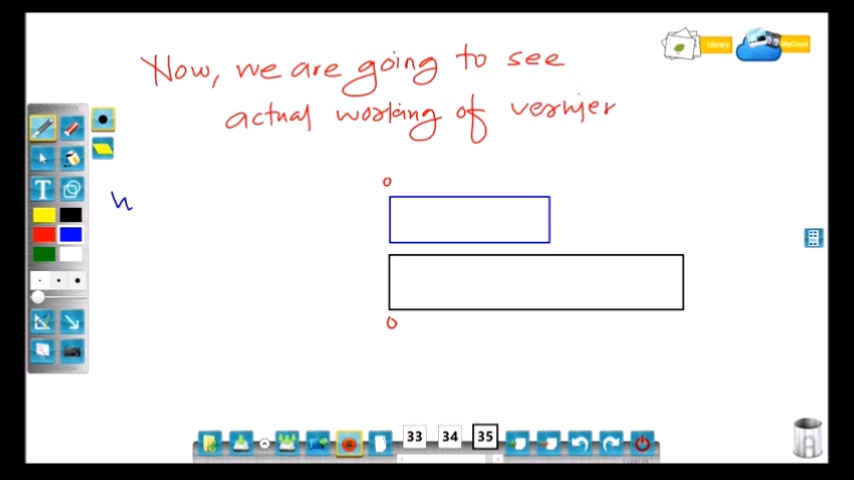 Now, we are going to see
Library
MyCloud
actual working of vernier
0
T
0
33 34 35